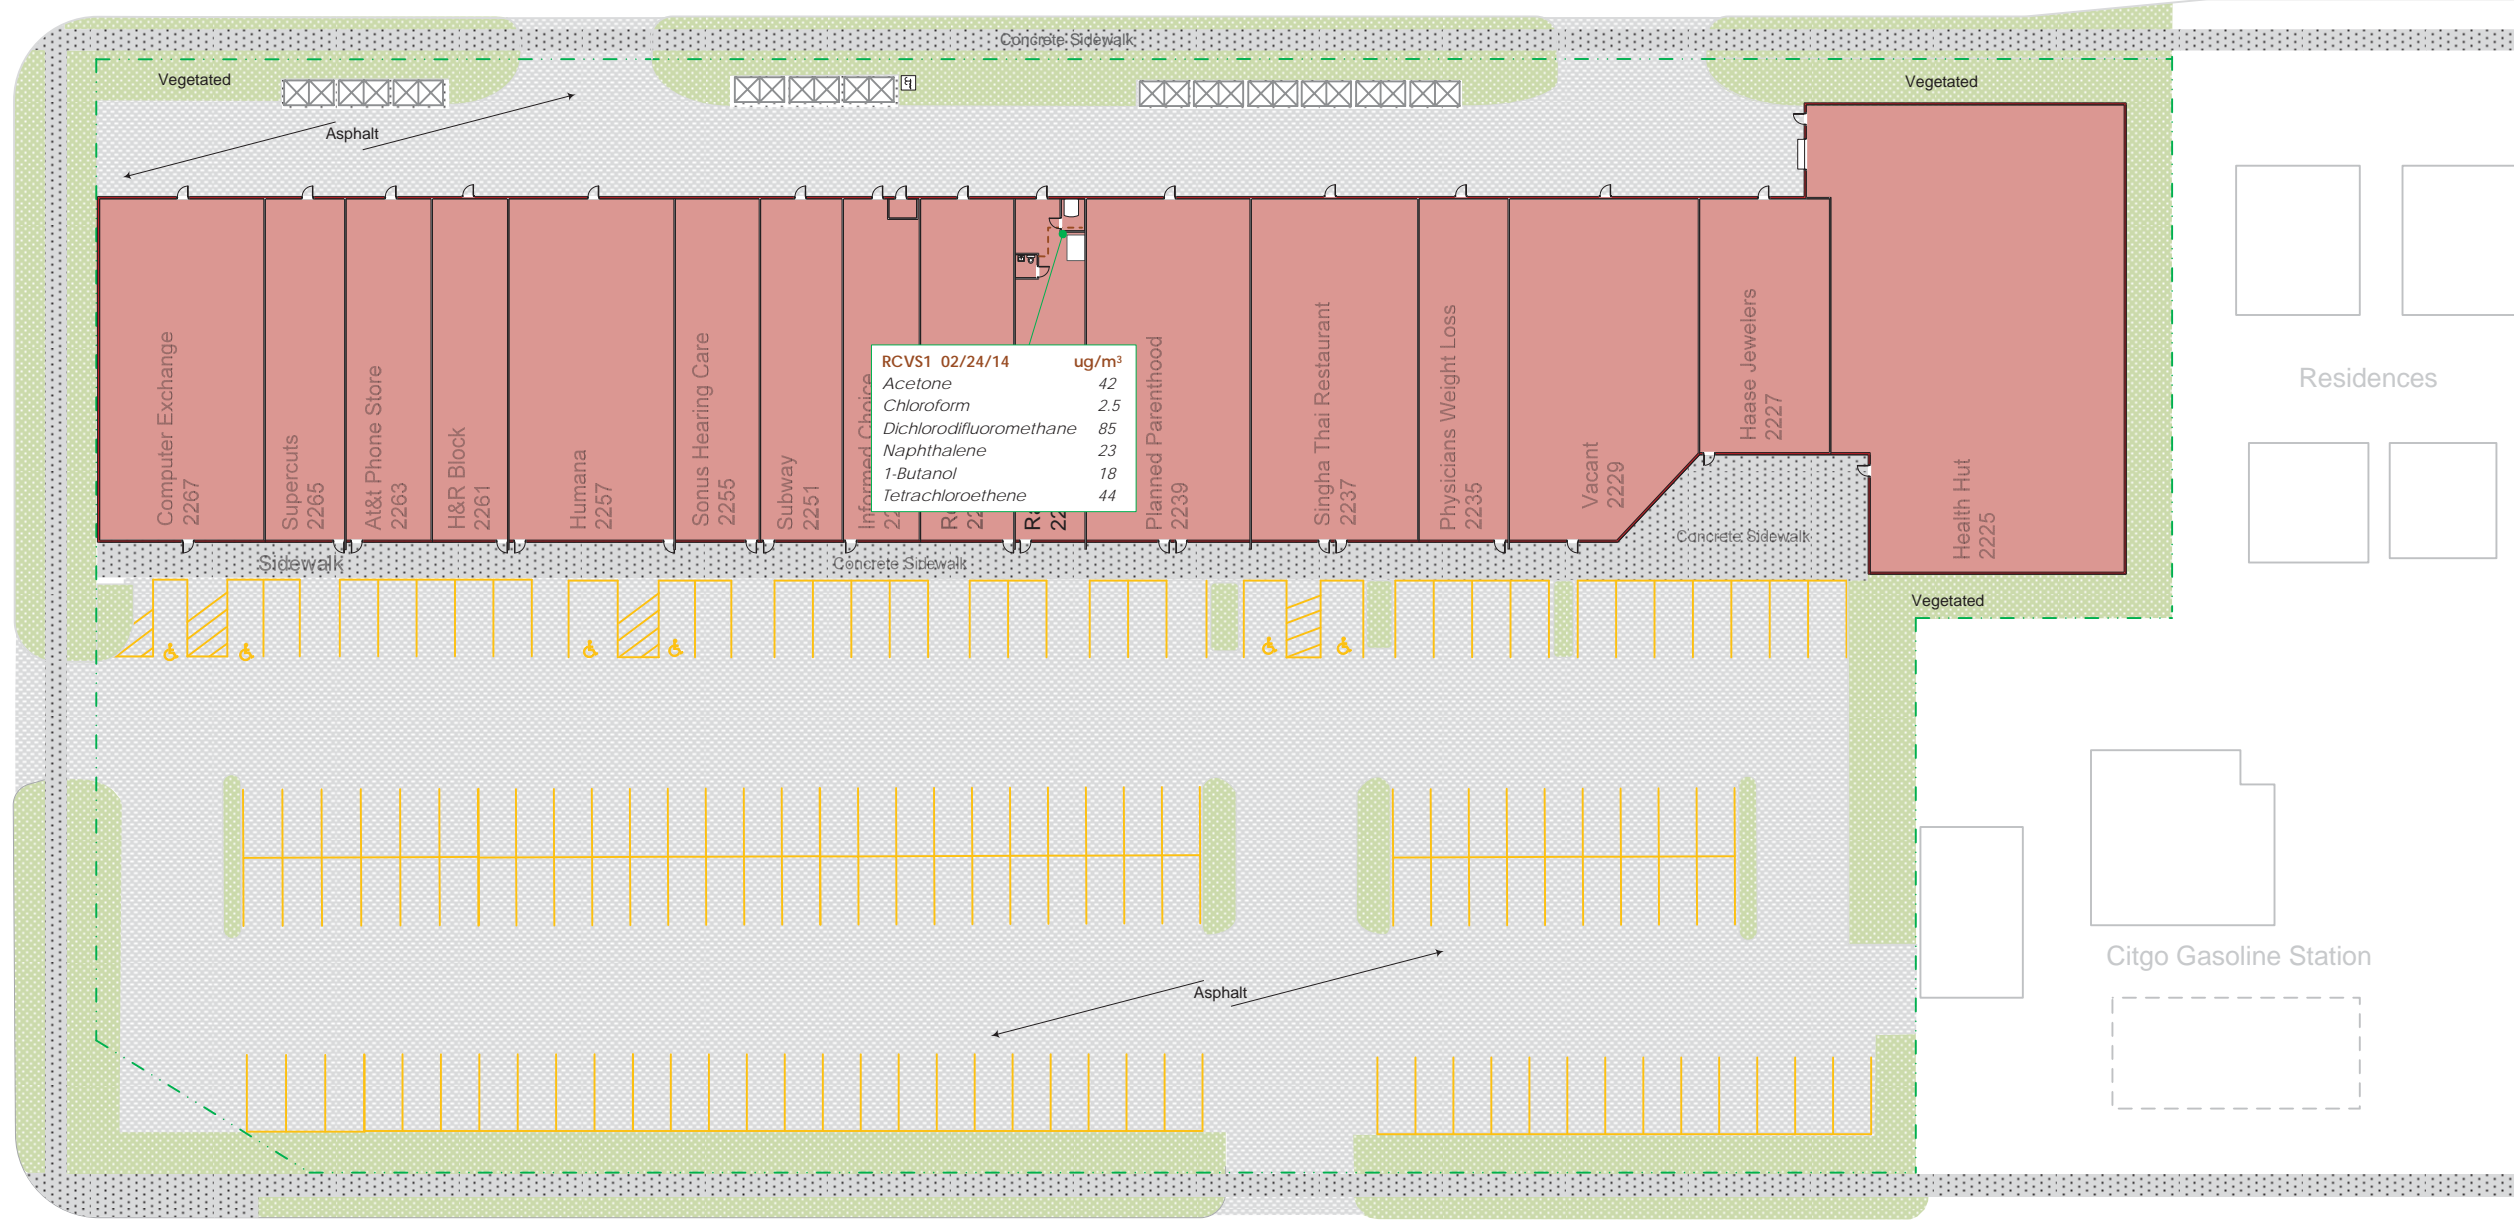 Concrete Sidewalk
Vegetated
Vegetated
Asphalt
Computer Exchange
2267
Supercuts
2265
At&t Phone Store
2263
H&R Block
2261
Humana
2257
Sonus Hearing Care
2255
Subway
2251
Informed Choice
RCVS1 02/24/14 ug/m³
Acetone 42
Chloroform 2.5
Dichlorodifluoromethane 85
Naphthalene 23
1-Butanol 18
Tetrachloroethene 44
Planned Parenthood
2239
Singha Thai Restaurant
2237
Physicians Weight Loss
2235
Vacant
2229
Haase Jewelers
2227
Health Hut
2225
Residences
Sidewalk
Concrete Sidewalk
Concrete Sidewalk
Vegetated
Asphalt
Citgo Gasoline Station